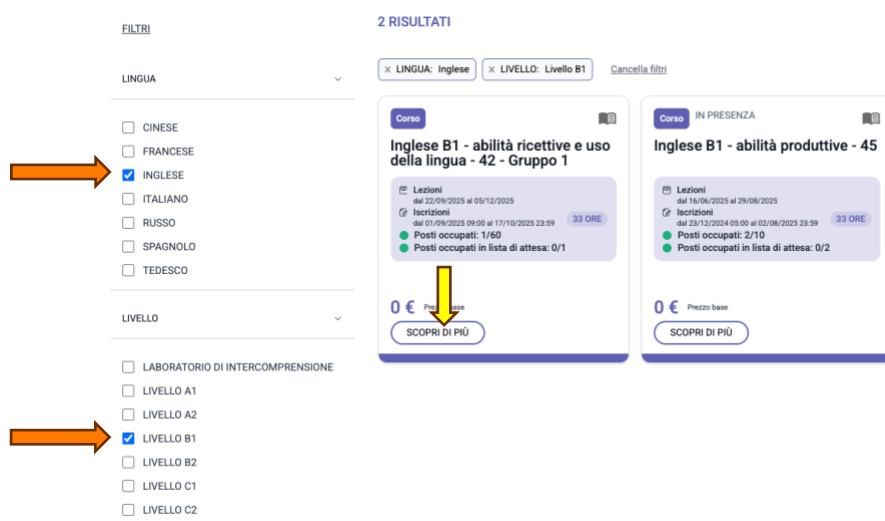 FILTRI
LINGUA
CINESE
FRANCESE
INGLESE
ITALIANO
RUSSO
SPAGNOLO
TEDESCO
LIVELLO
LABORATORIO DI INTERCOMPRENSIONE
LIVELLO A1
LIVELLO A2
LIVELLO B1
LIVELLO B2
LIVELLO C1
LIVELLO C2
2 RISULTATI
× LINGUA: Inglese
× LIVELLO: Livello B1
Cancella filtri
Corso
Inglese B1 - abilità ricettive e uso
della lingua - 42 - Gruppo 1
Lezioni
dal 22/09/2025 al 05/12/2025
Iscrizioni
dal 01/09/2025 09:00 al 17/10/2025 23:59
33 ORE
Posti occupati: 1/60
Posti occupati in lista di attesa: 0/1
0 € base
SCOPRI DI PIÙ
Corso IN PRESENZA
Inglese B1 - abilità produttive - 45
Lezioni
dal 16/06/2025 al 29/08/2025
Iscrizioni
dal 23/12/2024 05:00 al 02/08/2025 23:59
33 ORE
Posti occupati: 2/10
Posti occupati in lista di attesa: 0/2
0 € Prezzo base
SCOPRI DI PIÙ